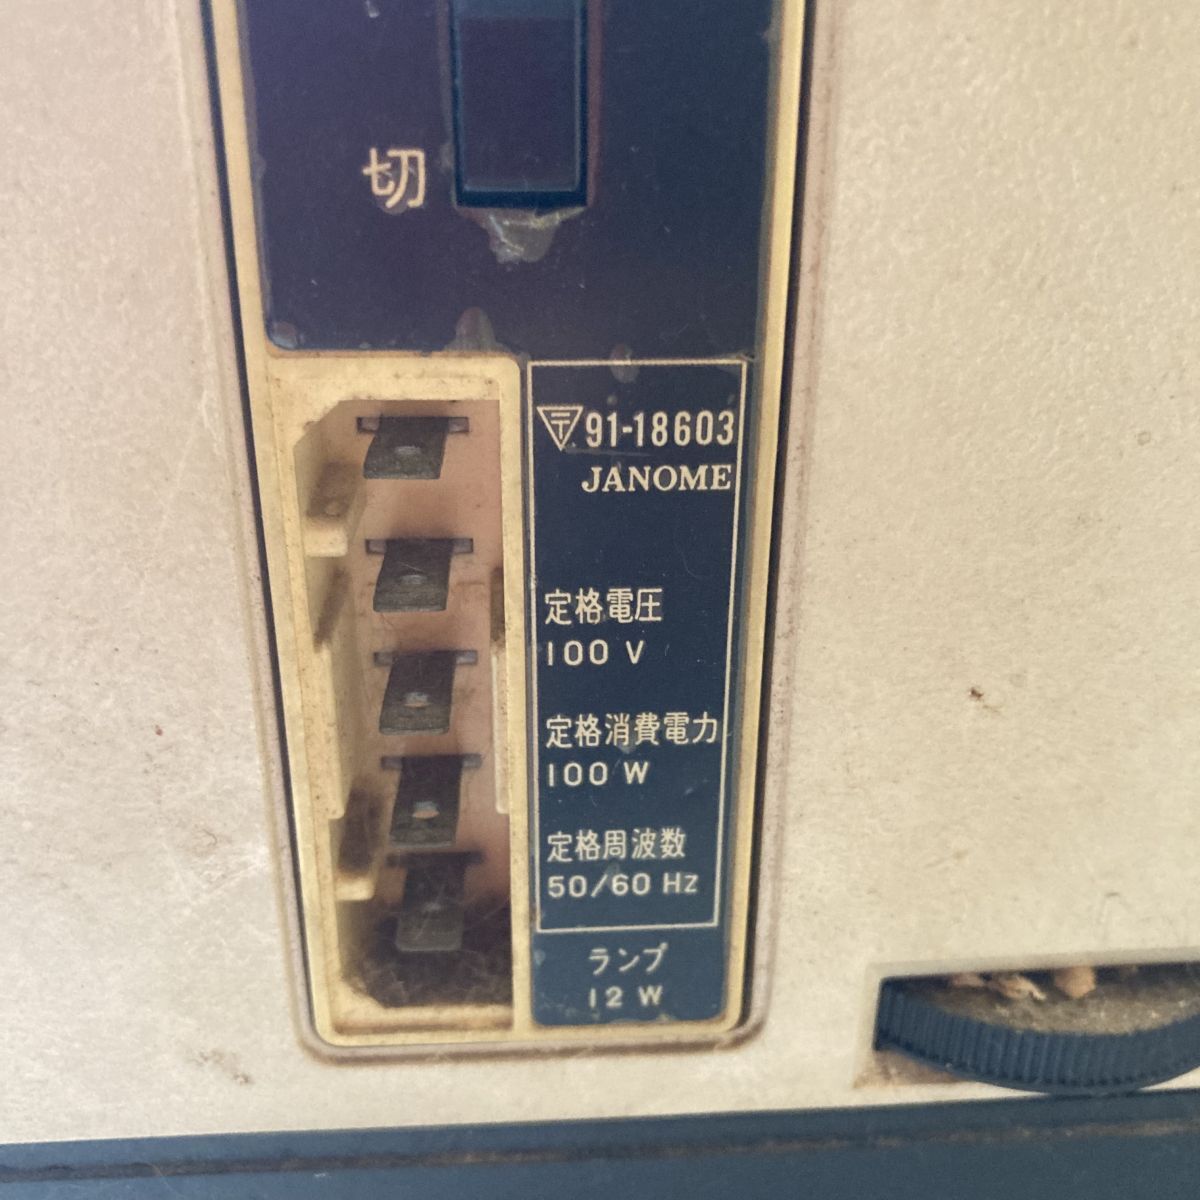 切
〒91-18603
JANOME
定格電圧
100 V
定格消費電力
100 W
定格周波数
50/60 Hz
ランプ
12 W